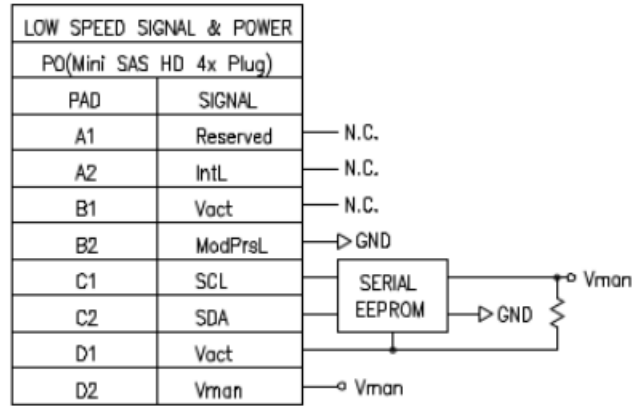 LOW SPEED SIGNAL & POWER
P0(Mini SAS HD 4x Plug)
PAD SIGNAL
A1 Reserved N.C.
A2 IntL N.C.
B1 Vact N.C.
B2 ModPrsL GND
C1 SCL SERIAL Vman
C2 SDA EEPROM GND
D1 Vact
D2 Vman Vman